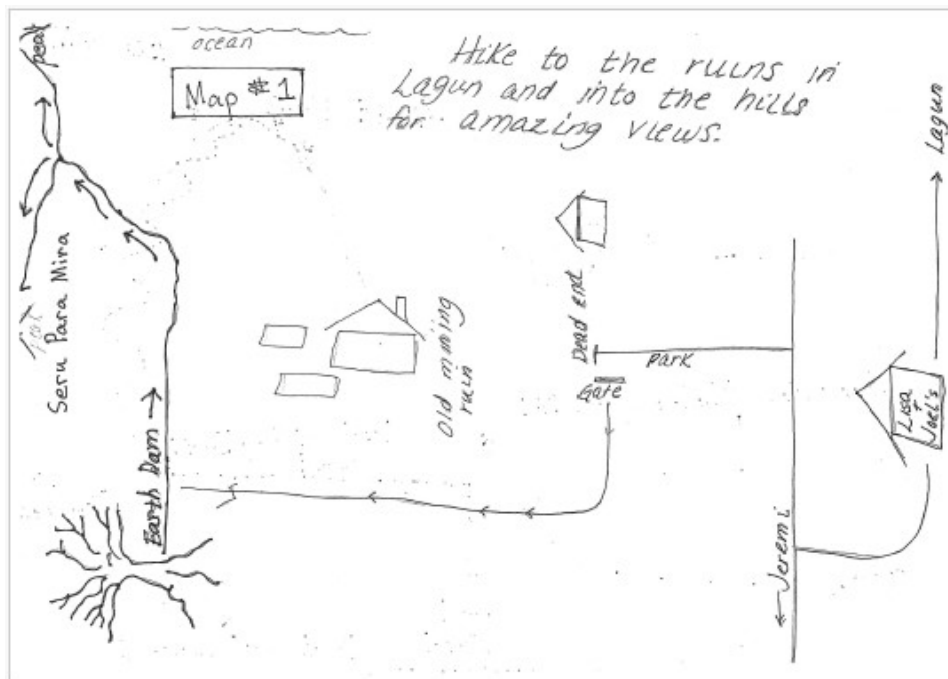 peak
ocean
Map #1
Hike to the ruins in
Lagun and into the hills
for amazing views.
Lagun
Seru Para Mira
Earth Dam →
Old mining
ruin
Dead end
Gate
Park
Lisa
+
Joel's
← Jeremi